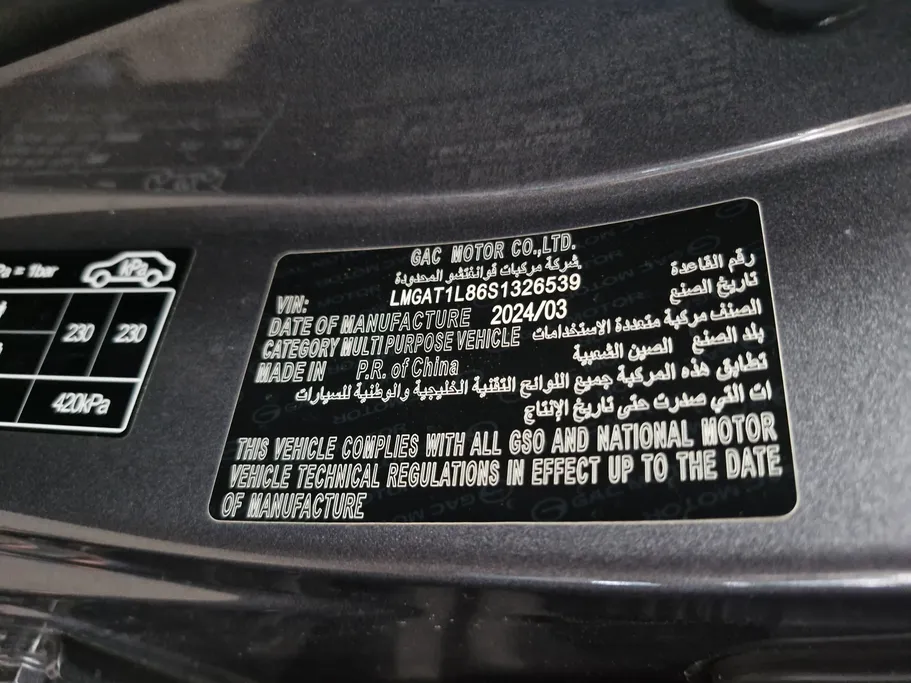 GAC MOTOR CO.,LTD.
شركة مركبات قوانغتشو المحدودة
VIN: LMGAT1L86S1326539 رقم القاعدة
DATE OF MANUFACTURE 2024/03 تاريخ الصنع
CATEGORY MULTI PURPOSE VEHICLE الصنف مركبة متعددة الاستخدامات
MADE IN P.R. of China بلد الصنع الصين الشعبية
تطابق هذه المركبة جميع اللوائح التقنية الخليجية والوطنية للسيارات
ات التي صدرت حتى تاريخ الإنتاج
THIS VEHICLE COMPLIES WITH ALL GSO AND NATIONAL MOTOR
VEHICLE TECHNICAL REGULATIONS IN EFFECT UP TO THE DATE
OF MANUFACTURE
= 1bar kPa
230 230
420kPa